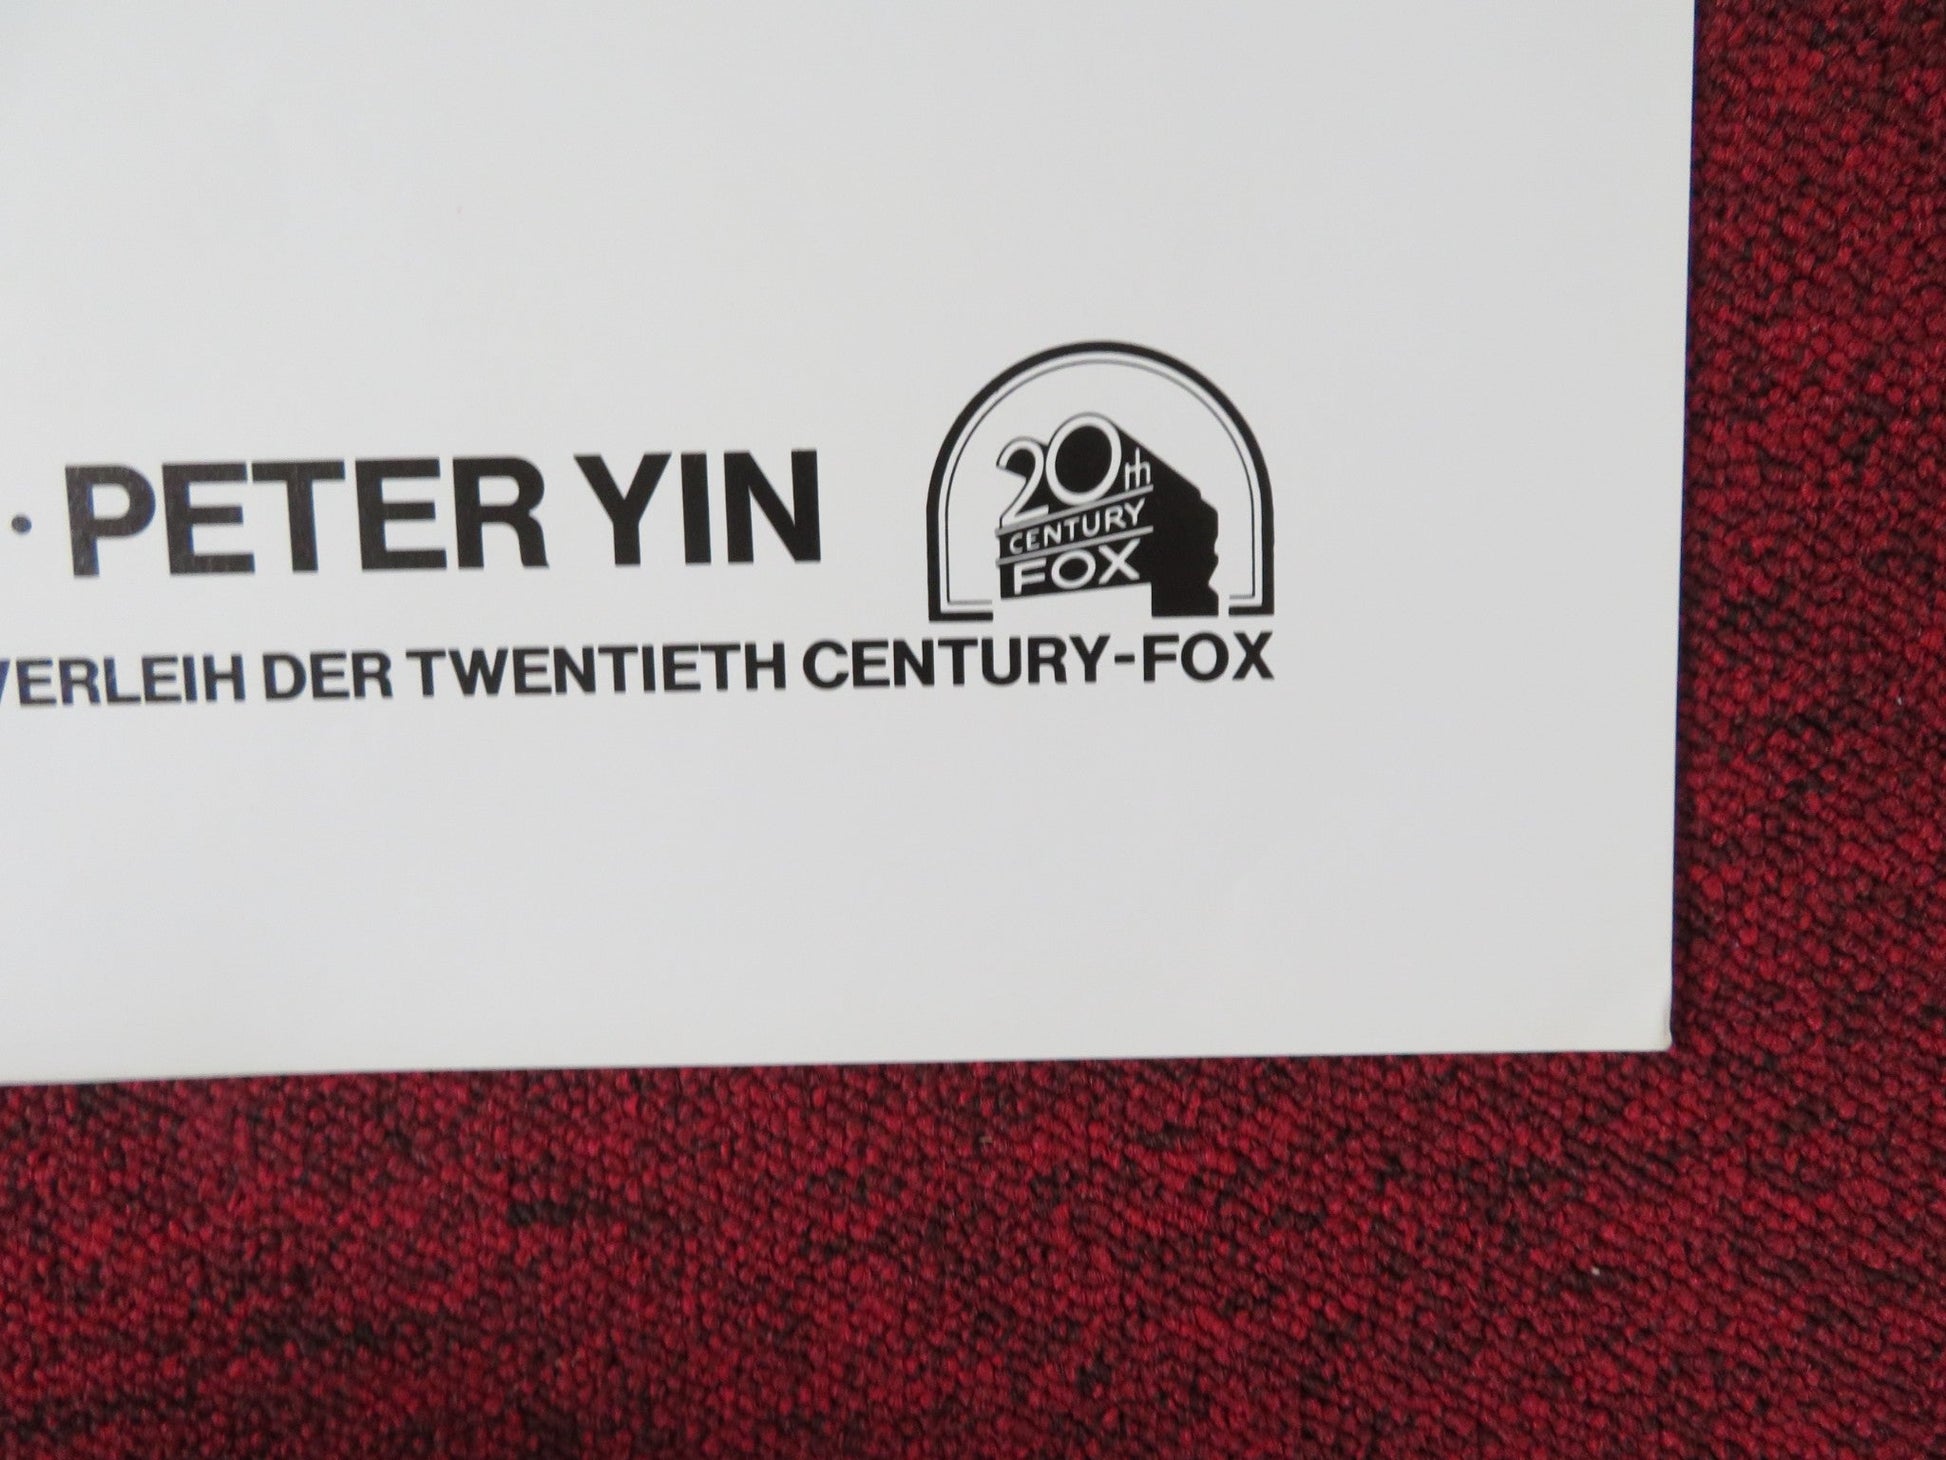 · PETER YIN
20th
CENTURY
FOX
VERLEIH DER TWENTIETH CENTURY-FOX